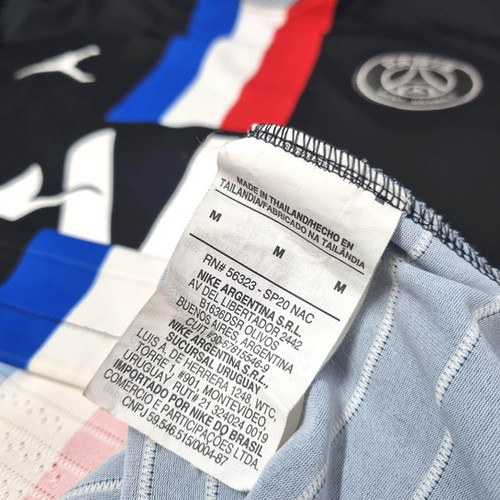 MADE IN THAILAND/HECHO EN
TAILANDIA/FABRICADO NA TAILÂNDIA
M M M
RN# 56323 - SP20 NAC
NIKE ARGENTINA S.R.L.
AV DEL LIBERTADOR 2442
B1636DSR OLIVOS
BUENOS AIRES ARGENTINA
NIKE ARGENTINA S.R.L.,
SUCURSAL URUGUAY
LUIS A. DE HERRERA 1248, WTC,
TORRE 1, #901, MONTEVIDEO,
URUGUAY, RUT# 21 324024 0019
IMPORTADO POR NIKE DO BRASIL
COMERCIO E PARTICIPAÇÕES LTDA.
CNPJ 59.546.515/0004-87